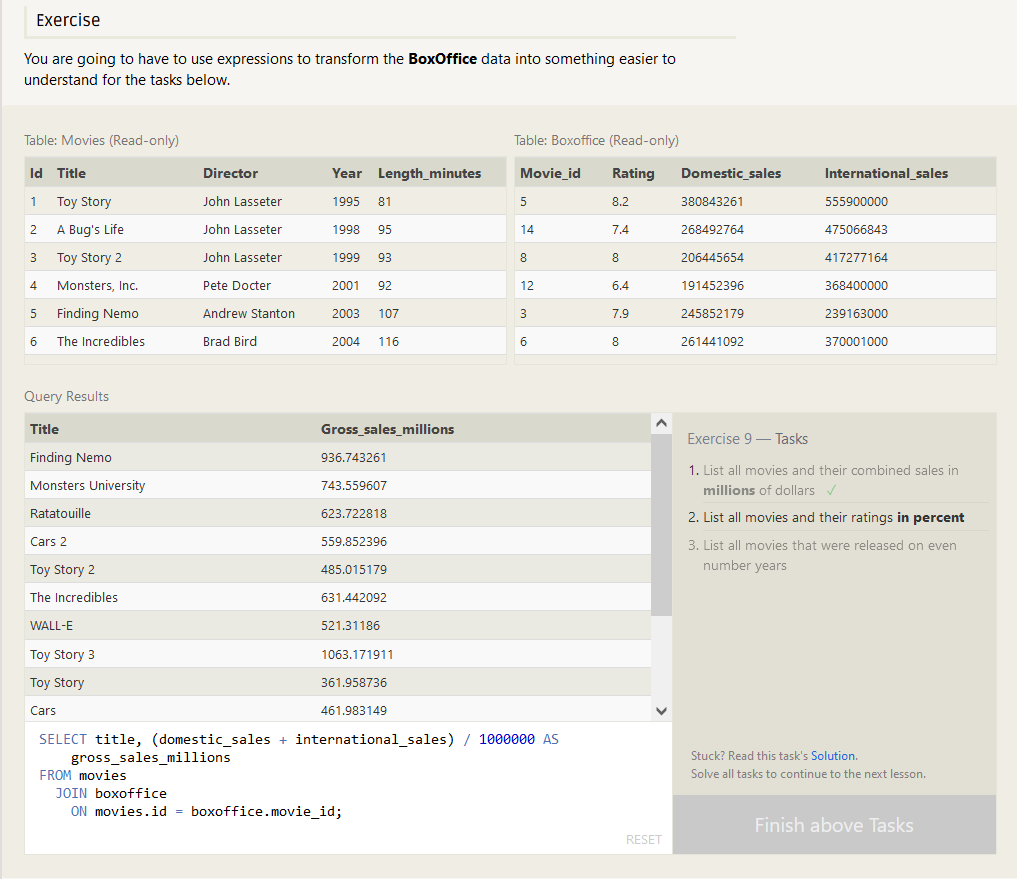 Exercise
You are going to have to use expressions to transform the BoxOffice data into something easier to
understand for the tasks below.
Table: Movies (Read-only)
Id Title Director Year Length_minutes
1 Toy Story John Lasseter 1995 81
2 A Bug's Life John Lasseter 1998 95
3 Toy Story 2 John Lasseter 1999 93
4 Monsters, Inc. Pete Docter 2001 92
5 Finding Nemo Andrew Stanton 2003 107
6 The Incredibles Brad Bird 2004 116
Table: Boxoffice (Read-only)
Movie_id Rating Domestic_sales International_sales
5 8.2 380843261 555900000
14 7.4 268492764 475066843
8 8 206445654 417277164
12 6.4 191452396 368400000
3 7.9 245852179 239163000
6 8 261441092 370001000
Query Results
Title Gross_sales_millions
Finding Nemo 936.743261
Monsters University 743.559607
Ratatouille 623.722818
Cars 2 559.852396
Toy Story 2 485.015179
The Incredibles 631.442092
WALL-E 521.31186
Toy Story 3 1063.171911
Toy Story 361.958736
Cars 461.983149
SELECT title, (domestic_sales + international_sales) / 1000000 AS
gross_sales_millions
FROM movies
JOIN boxoffice
ON movies.id = boxoffice.movie_id;
RESET
Exercise 9 — Tasks
1. List all movies and their combined sales in
millions of dollars ✓
2. List all movies and their ratings in percent
3. List all movies that were released on even
number years
Stuck? Read this task's Solution.
Solve all tasks to continue to the next lesson.
Finish above Tasks